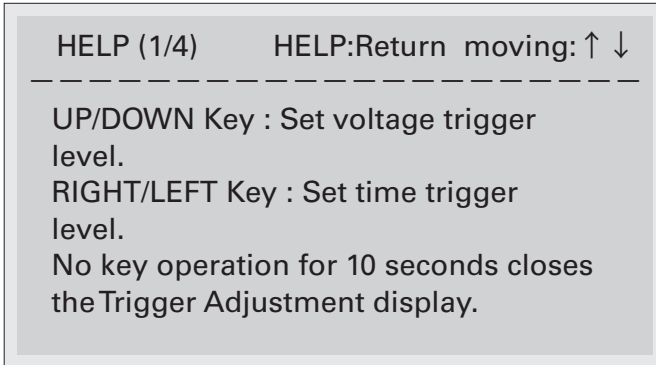 HELP (1/4) HELP:Return moving:↑↓
UP/DOWN Key : Set voltage trigger
level.
RIGHT/LEFT Key : Set time trigger
level.
No key operation for 10 seconds closes
the Trigger Adjustment display.